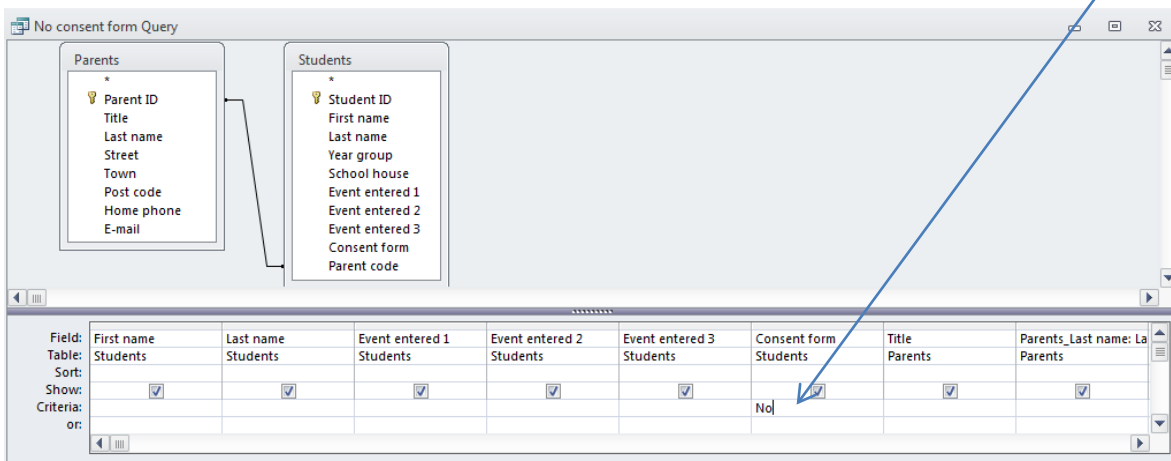 No consent form Query
Parents
*
Parent ID
Title
Last name
Street
Town
Post code
Home phone
E-mail
Students
*
Student ID
First name
Last name
Year group
School house
Event entered 1
Event entered 2
Event entered 3
Consent form
Parent code
Field: First name Last name Event entered 1 Event entered 2 Event entered 3 Consent form Title Parents_Last name: La
Table: Students Students Students Students Students Students Parents Parents
Sort:
Show:
Criteria: No
or: